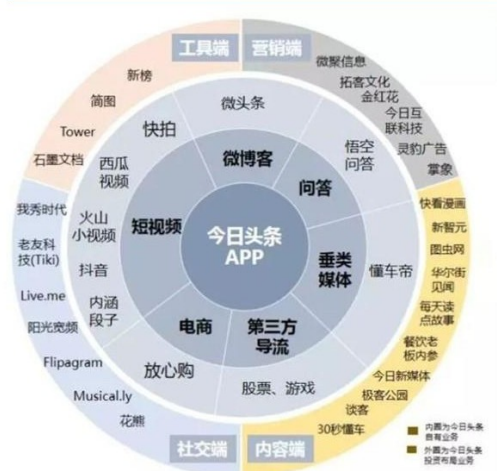 工具端
营销端
新榜
简图
Tower
石墨文档
微聚信息
拓客文化
金红花
今日互
联科技
灵豹广告
掌象
微头条
快拍
西瓜
视频
火山
小视频
抖音
内涵
段子
悟空
问答
懂车帝
放心购
股票、游戏
微博客
问答
短视频
垂类
媒体
电商
第三方
导流
今日头条
APP
我秀时代
老友科
技(Tiki)
Live.me
阳光宽频
Flipagram
Musical.ly
花熊
快看漫画
新智元
图虫网
华尔街
见闻
每天读
点故事
餐饮老
板内参
今日新媒体
极客公园
谈客
30秒懂车
社交端
内容端
内圈为今日头条
自有业务
外圈为今日头条
投资布局业务